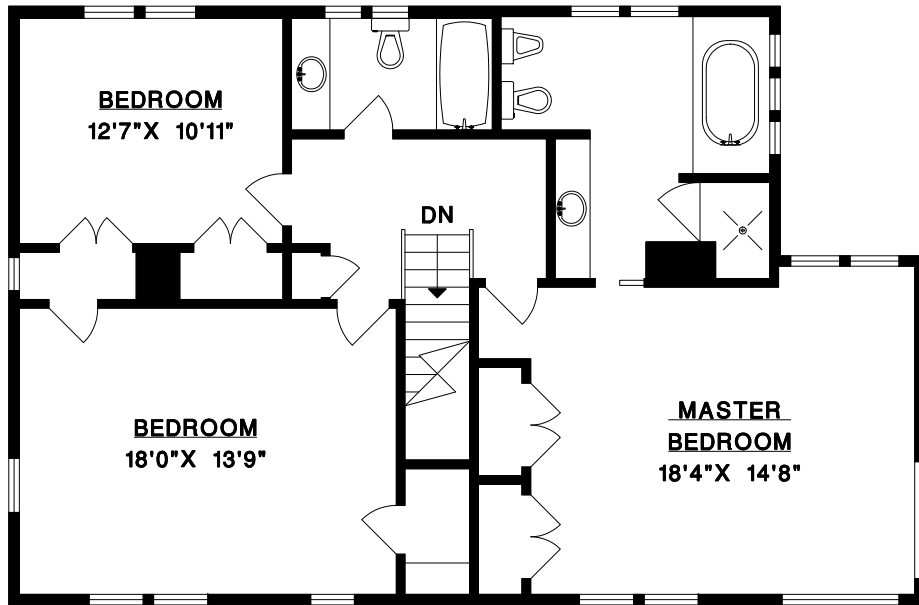 BEDROOM
12'7"X 10'11"
DN
BEDROOM
18'0"X 13'9"
MASTER
BEDROOM
18'4"X 14'8"